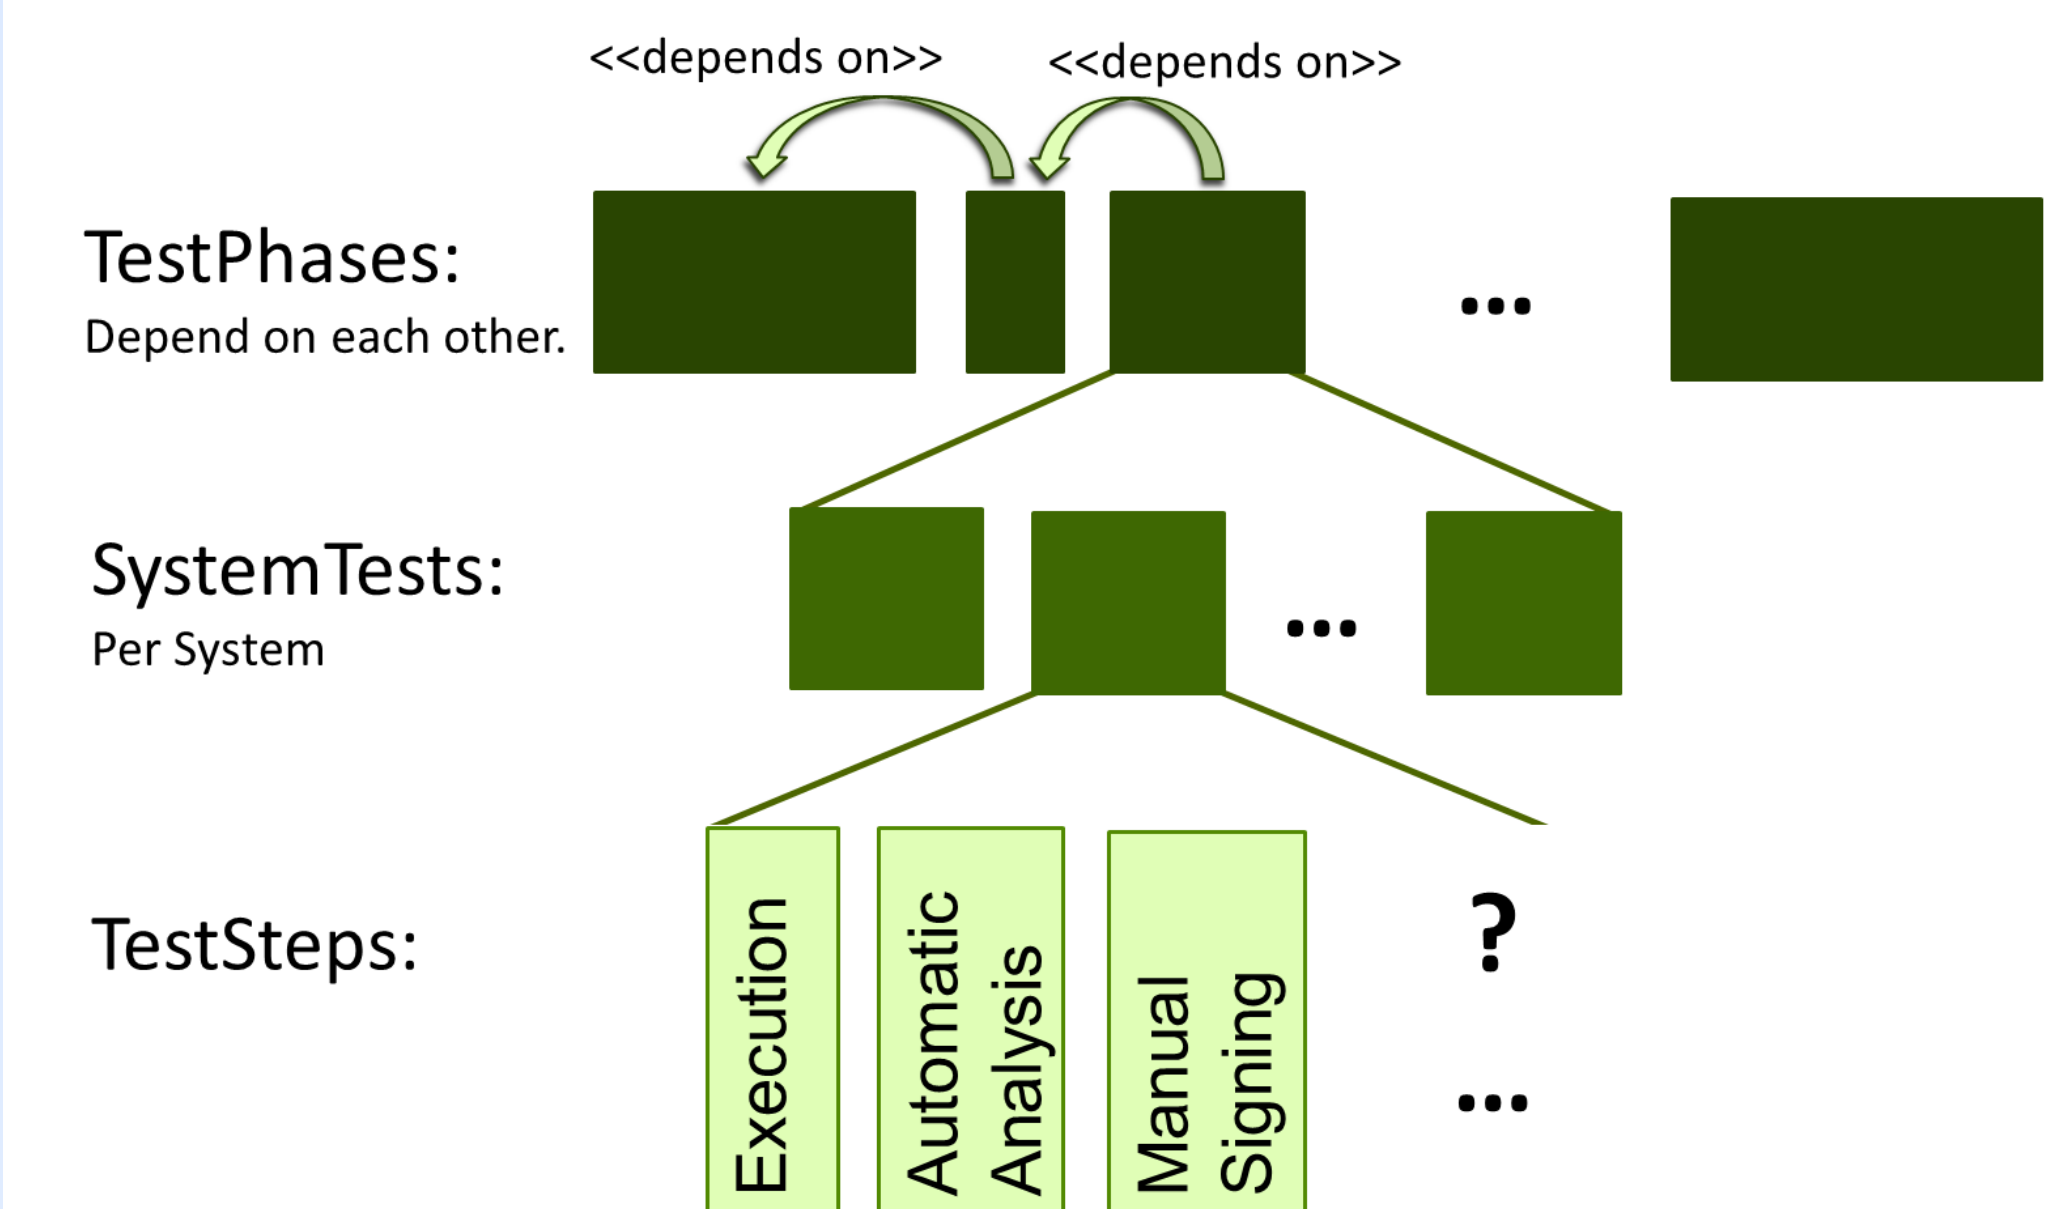 <<depends on>>
<<depends on>>
TestPhases:
Depend on each other.
...
SystemTests:
Per System
...
TestSteps:
Execution
Automatic
Analysis
Manual
Signing
?
...